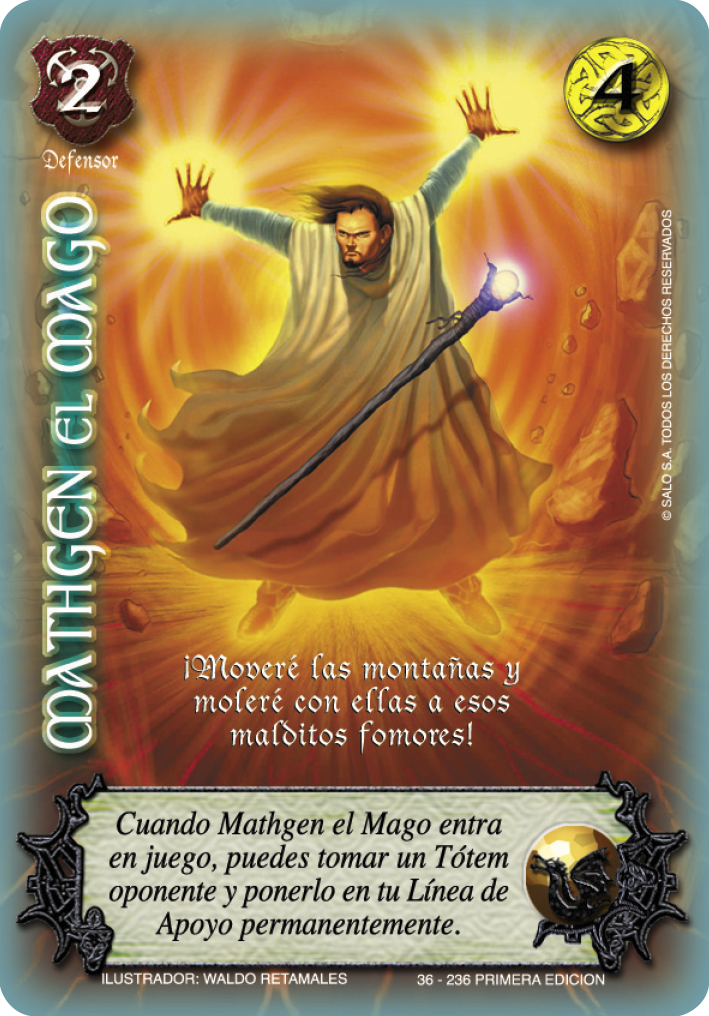 2
4
Defensor
MATHGEN EL MAGO
© SALO S.A. TODOS LOS DERECHOS RESERVADOS
¡Moveré las montañas y
moleré con ellas a esos
malditos fomores!
Cuando Mathgen el Mago entra
en juego, puedes tomar un Tótem
oponente y ponerlo en tu Línea de
Apoyo permanentemente.
ILUSTRADOR: WALDO RETAMALES
36 - 236 PRIMERA EDICION